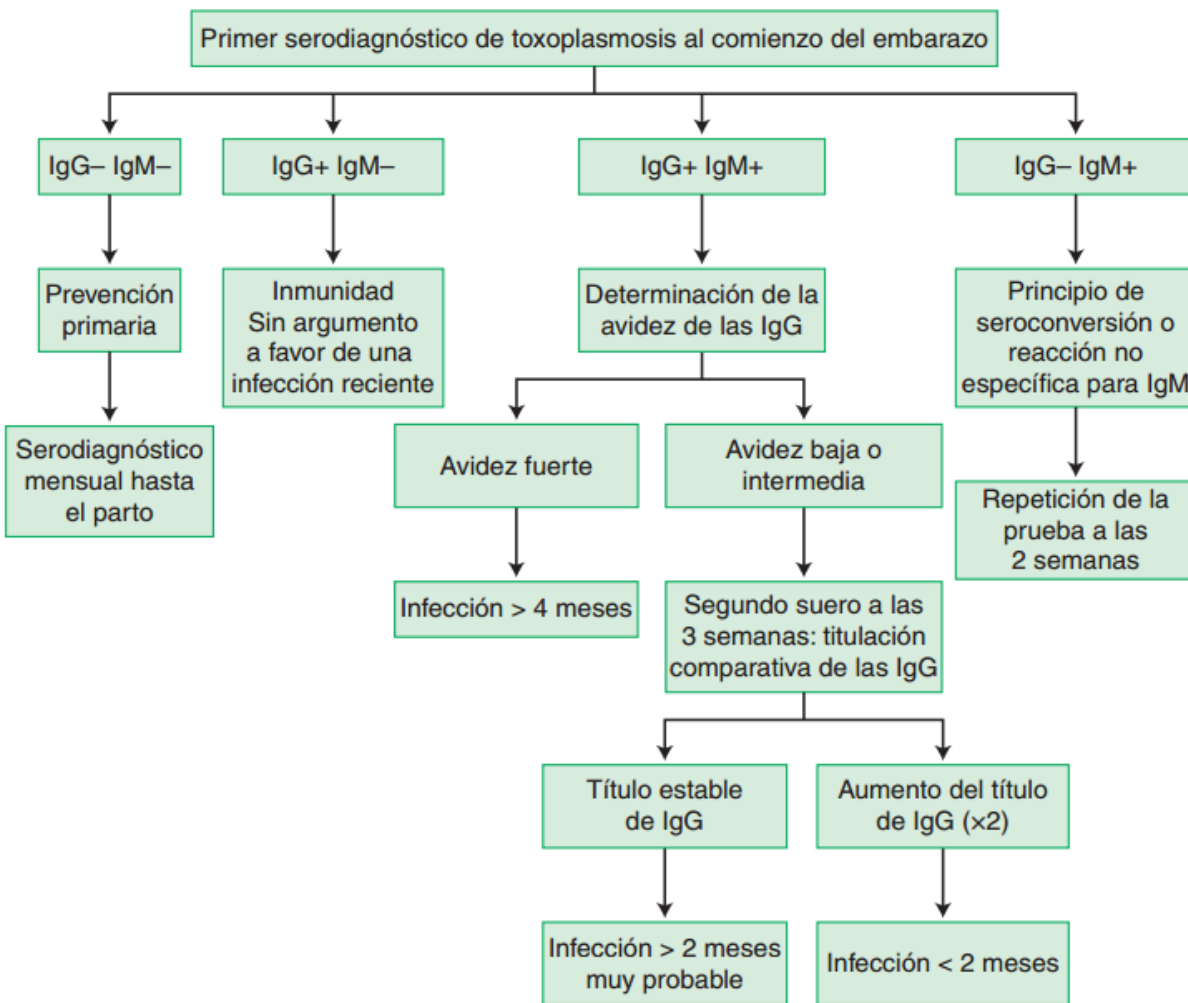 Primer serodiagnóstico de toxoplasmosis al comienzo del embarazo
IgG– IgM–
IgG+ IgM–
IgG+ IgM+
IgG– IgM+
Prevención
primaria
Inmunidad
Sin argumento
a favor de una
infección reciente
Determinación de la
avidez de las IgG
Principio de
seroconversión o
reacción no
específica para IgM
Serodiagnóstico
mensual hasta
el parto
Avidez fuerte
Avidez baja o
intermedia
Repetición de la
prueba a las
2 semanas
Infección > 4 meses
Segundo suero a las
3 semanas: titulación
comparativa de las IgG
Título estable
de IgG
Aumento del título
de IgG (×2)
Infección > 2 meses
muy probable
Infección < 2 meses